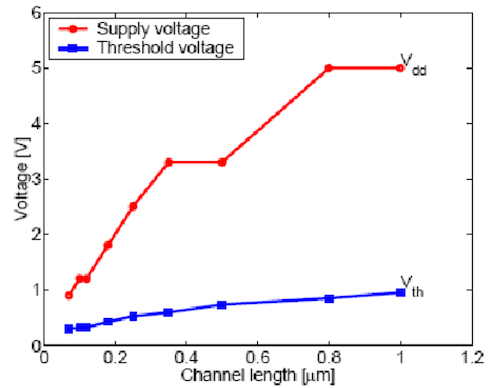 Supply voltage
Threshold voltage
6
5
4
3
2
1
0
Voltage [V]
V_dd
V_th
0 0.2 0.4 0.6 0.8 1 1.2
Channel length [μm]